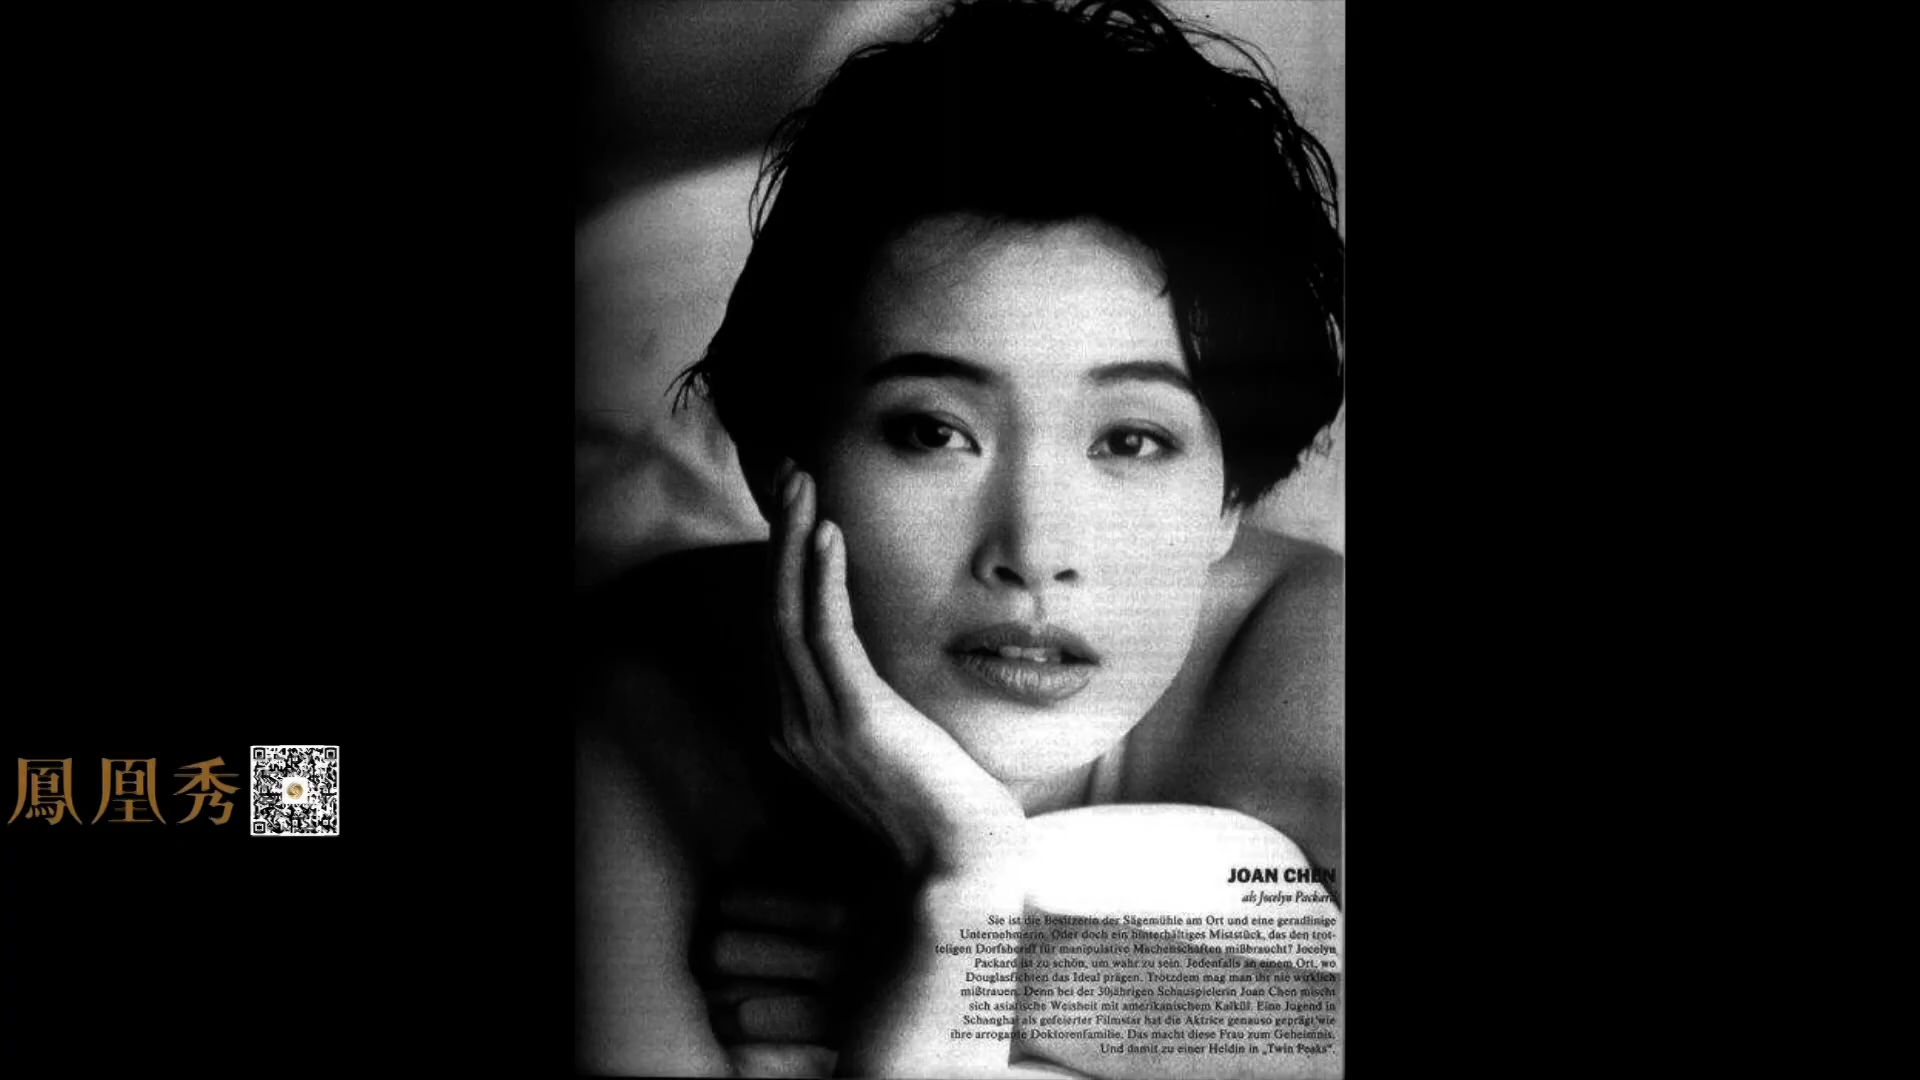 鳳凰秀
JOAN CHEN
als Jocelyn Packard
Sie ist die Besitzerin der Sägemühle am Ort und eine geradlinige
Unternehmerin. Oder doch ein hinterhältiges Miststück, das den trot-
teligen Dorfsheriff für manipulative Machenschaften mißbraucht? Jocelyn
Packard ist zu schön, um wahr zu sein. Jedenfalls an einem Ort, wo
Douglasfichten das Ideal prägen. Trotzdem mag man ihr nie wirklich
mißtrauen. Denn bei der 30jährigen Schauspielerin Joan Chen mischt
sich asiatische Weisheit mit amerikanischem Kalkül. Eine Jugend in
Schanghai als gefeierter Filmstar hat die Aktrice genauso geprägt wie
ihre arrogante Doktorenfamilie. Das macht diese Frau zum Geheimnis.
Und damit zu einer Heldin in „Twin Peaks“.